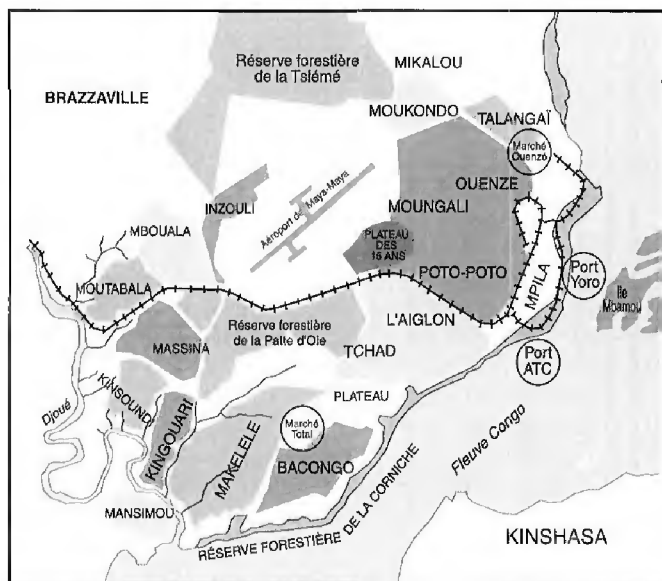 Réserve forestière
de la Tsiémé
MIKALOU
BRAZZAVILLE
MOUKONDO
TALANGAÏ
Marché
Ouenzé
OUENZE
INZOULI
Aéroport de Maya-Maya
MOUNGALI
MBOUALA
PLATEAU
DES
15 ANS
MOUTABALA
POTO-POTO
MPILA
Port
Yoro
Ile
Mbamou
Réserve forestière
de la Patte d'Oie
L'AIGLON
MASSINA
TCHAD
Port
ATC
KINSOUNDI
Djoué
PLATEAU
KINGOUARI
Marché
Total
MAKELELE
BACONGO
Fleuve Congo
MANSIMOU
RÉSERVE FORESTIÈRE DE LA CORNICHE
KINSHASA